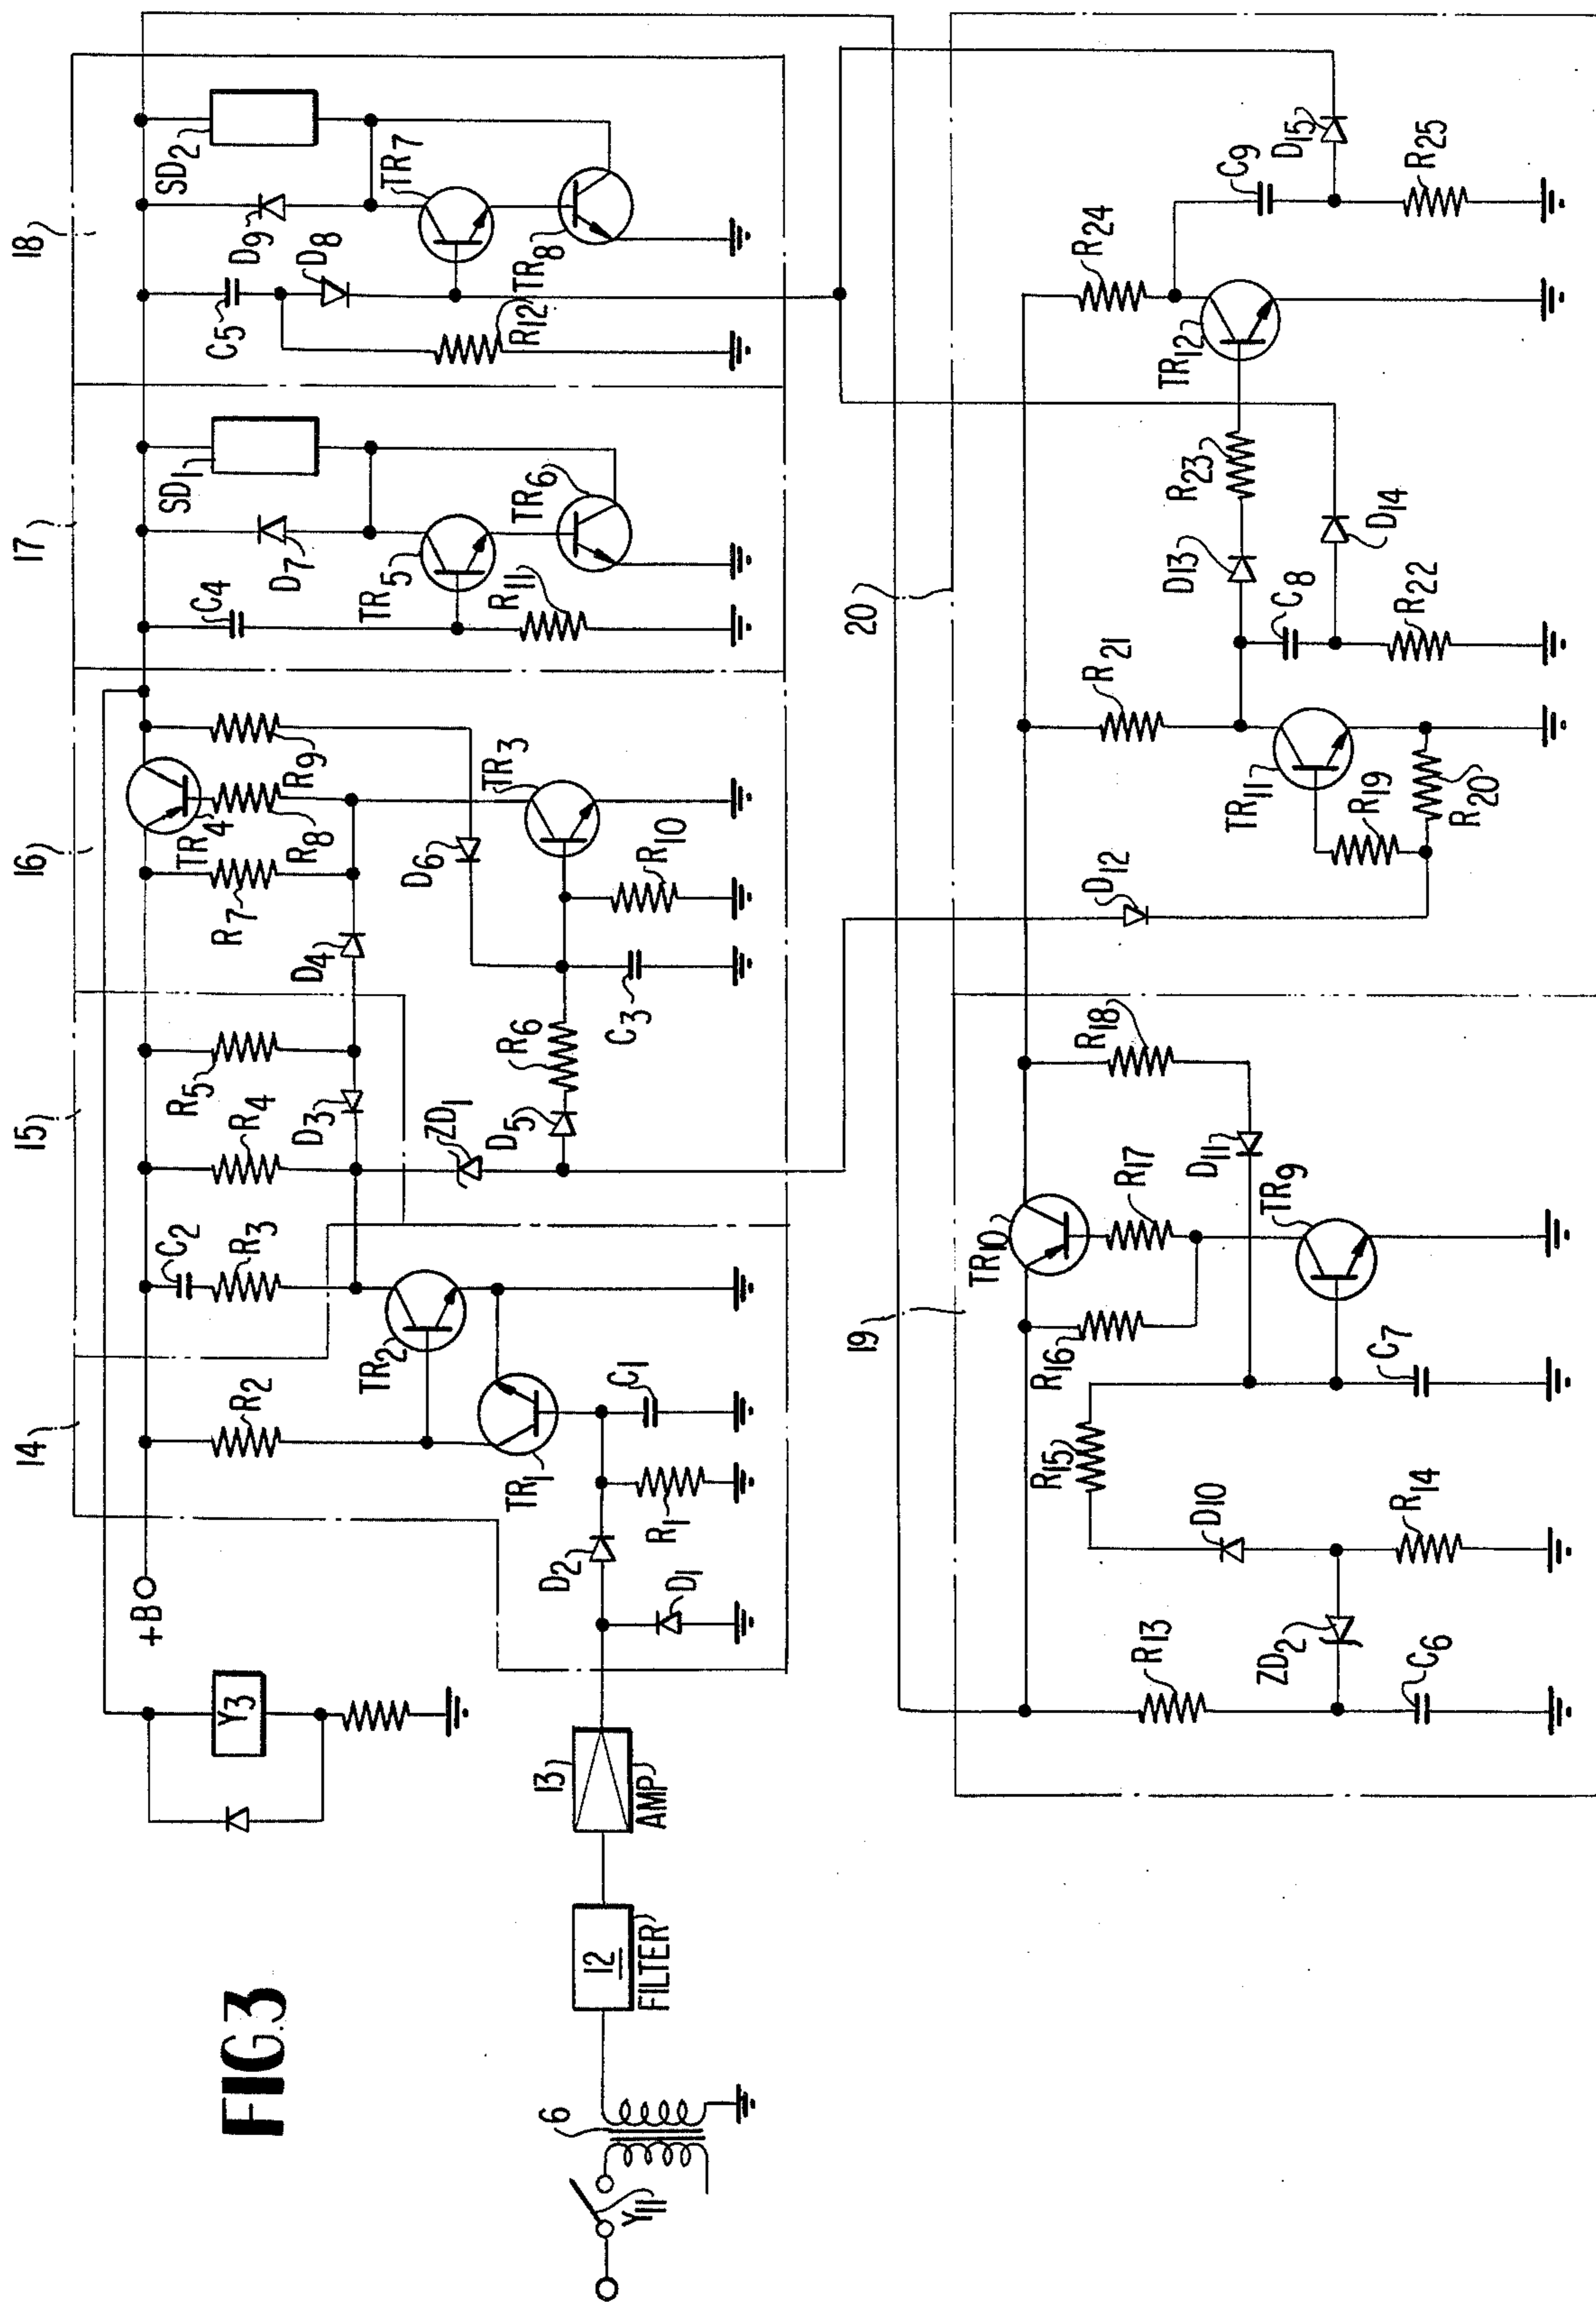 FIG.3
14
15
16
17
18
+B
Y3
R2
C2
R3
R4
R5
R7
TR4
R8
R9
C4
D7
SD1
C5
D9
D8
SD2
TR2
D3
D4
D6
TR3
TR5
TR6
R11
TR7
TR8
R12
ZD1
D5
R6
C3
R10
TR1
D2
D1
R1
C1
6
Y11
12
FILTER
13
AMP
19
20
TR10
R13
R16
R17
R18
R15
D10
D11
TR9
ZD2
C6
R14
C7
D12
R21
TR11
R19
R20
D13
R23
C8
D14
R22
R24
TR12
C9
D15
R25